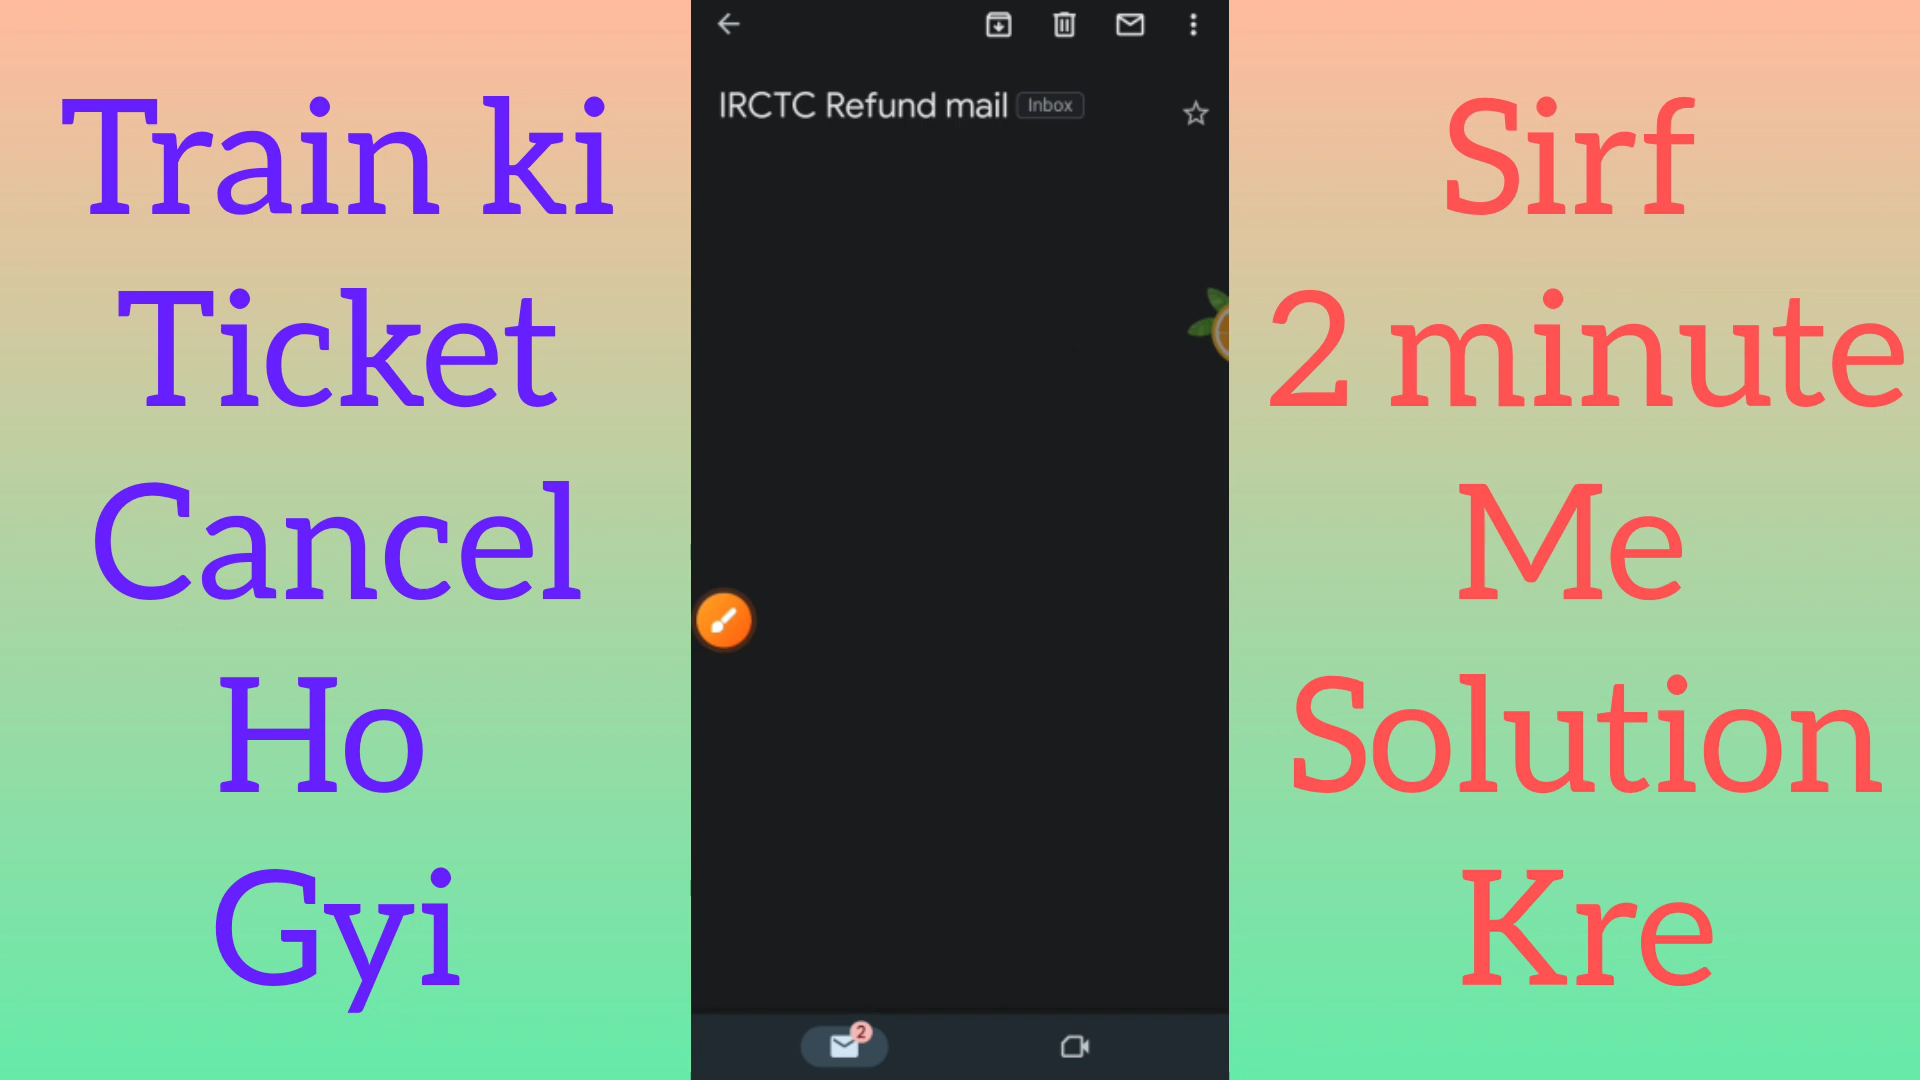 Train ki
Ticket
Cancel
Ho
Gyi
IRCTC Refund mail Inbox
2
Sirf
2 minute
Me
Solution
Kre